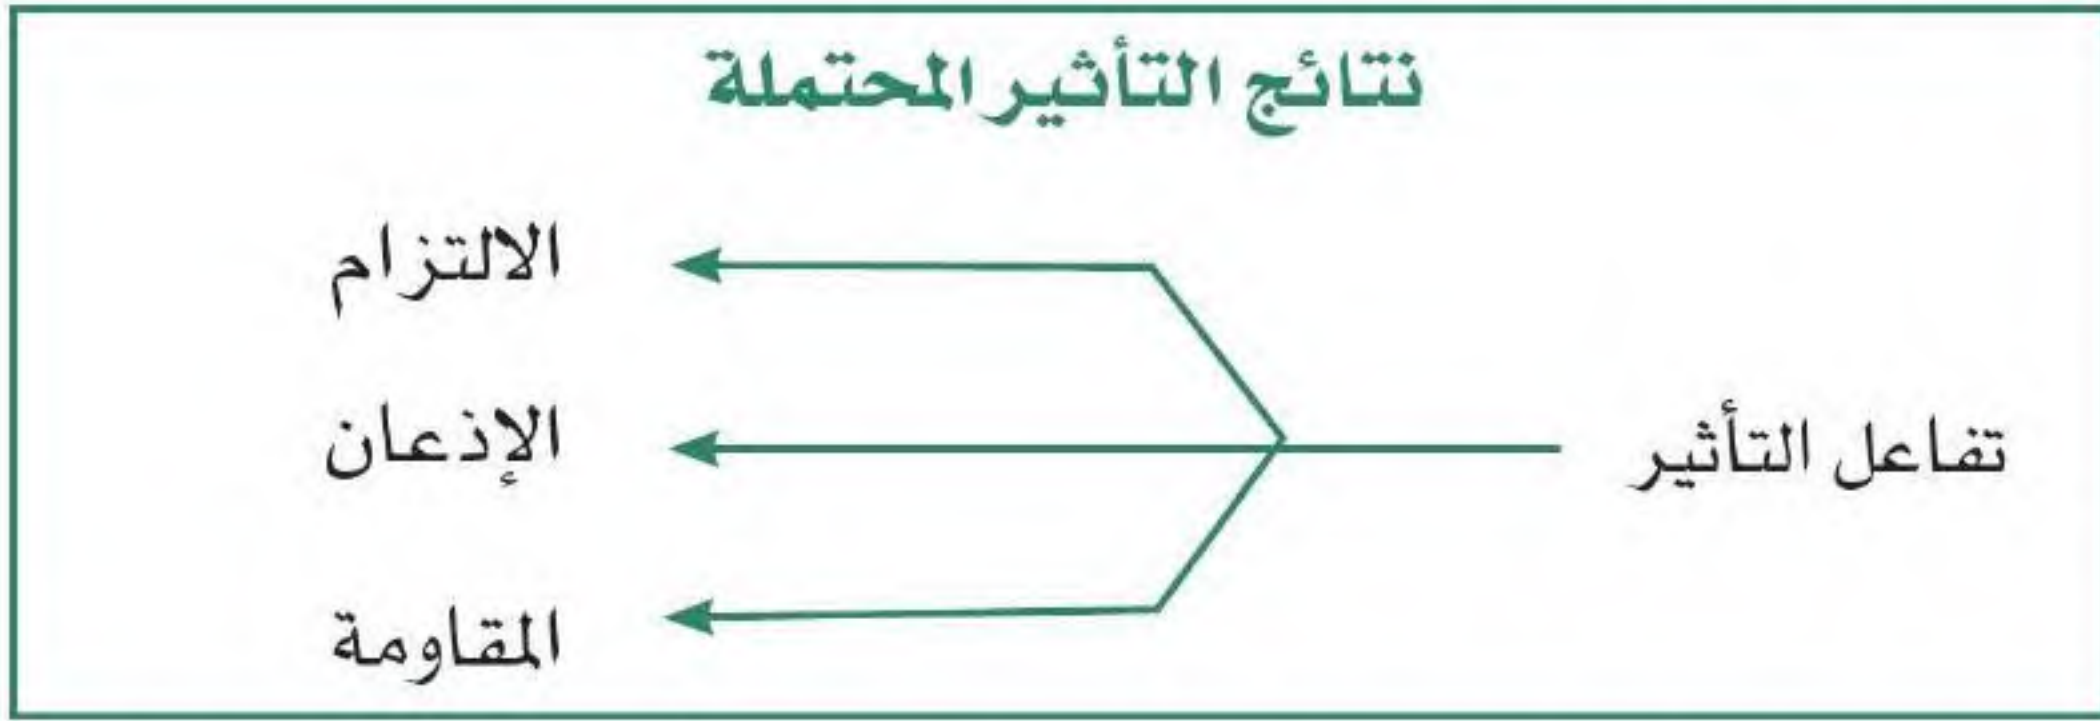 نتائج التأثير المحتملة
تفاعل التأثير
الالتزام
الإذعان
المقاومة